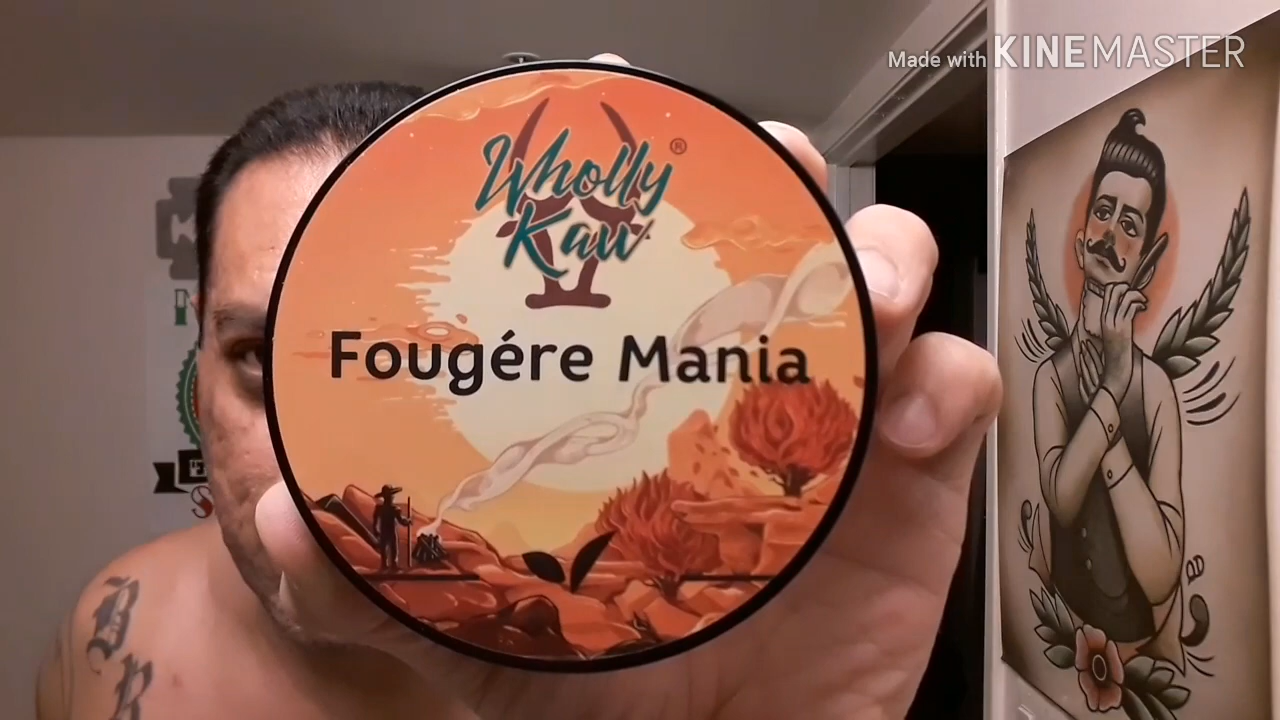 Made with KINEMASTER
Wholly ®
Kaw
Fougére Mania
B
R